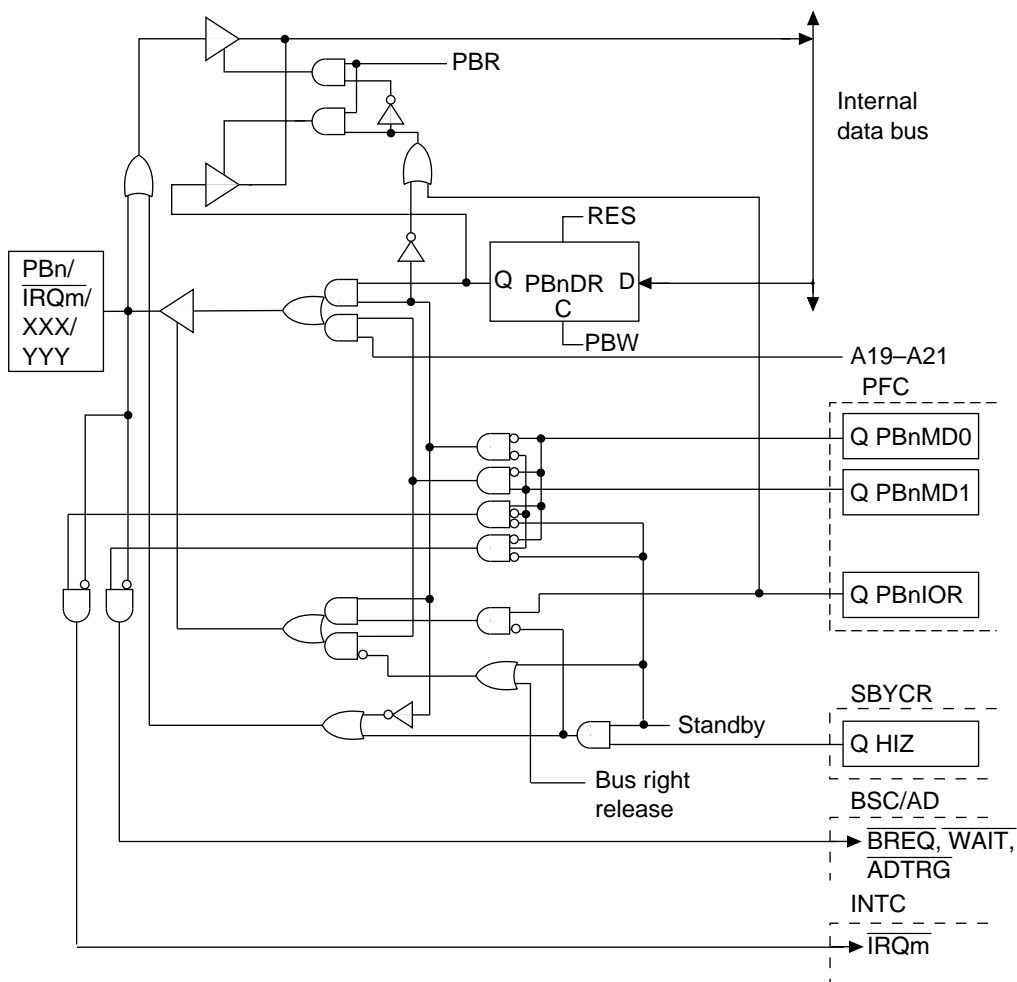 PBR
Internal
data bus
RES
PBn/
IRQm/
XXX/
YYY
Q PBnDR D
C
PBW
A19–A21
PFC
Q PBnMD0
Q PBnMD1
Q PBnIOR
SBYCR
Standby
Q HIZ
Bus right
release
BSC/AD
BREQ, WAIT,
ADTRG
INTC
IRQm